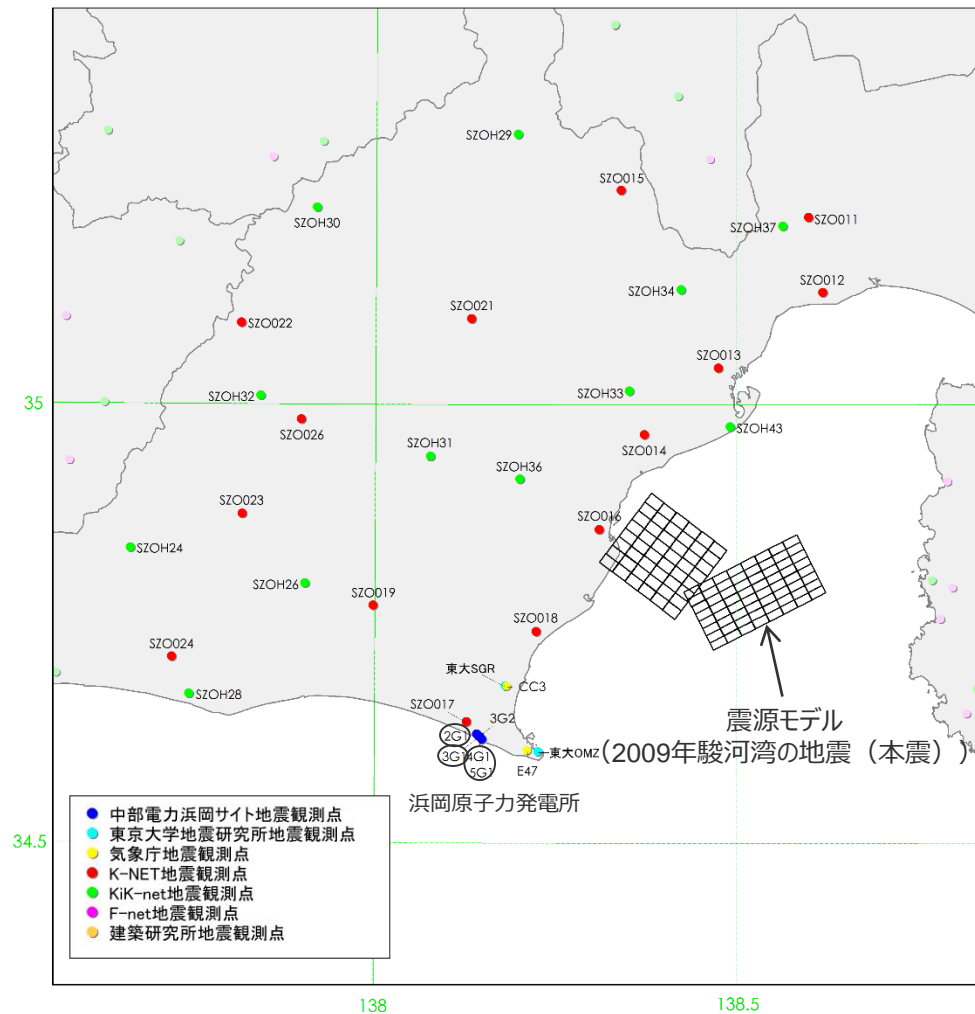 SZOH29
SZO015
SZOH30
SZOH37
SZO011
SZOH34
SZO012
SZO021
SZO022
SZO013
SZOH32
SZOH33
35
SZO026
SZOH43
SZO014
SZOH31
SZOH36
SZO023
SZO016
SZOH24
SZOH26
SZO019
SZO018
SZO024
東大SGR
CC3
SZOH28
SZO017
3G2
震源モデル
(2009年駿河湾の地震（本震）)
2G1
3G1
4G1
東大OMZ
5G1
E47
浜岡原子力発電所
中部電力浜岡サイト地震観測点
東京大学地震研究所地震観測点
気象庁地震観測点
K-NET地震観測点
KiK-net地震観測点
F-net地震観測点
建築研究所地震観測点
34.5
138
138.5